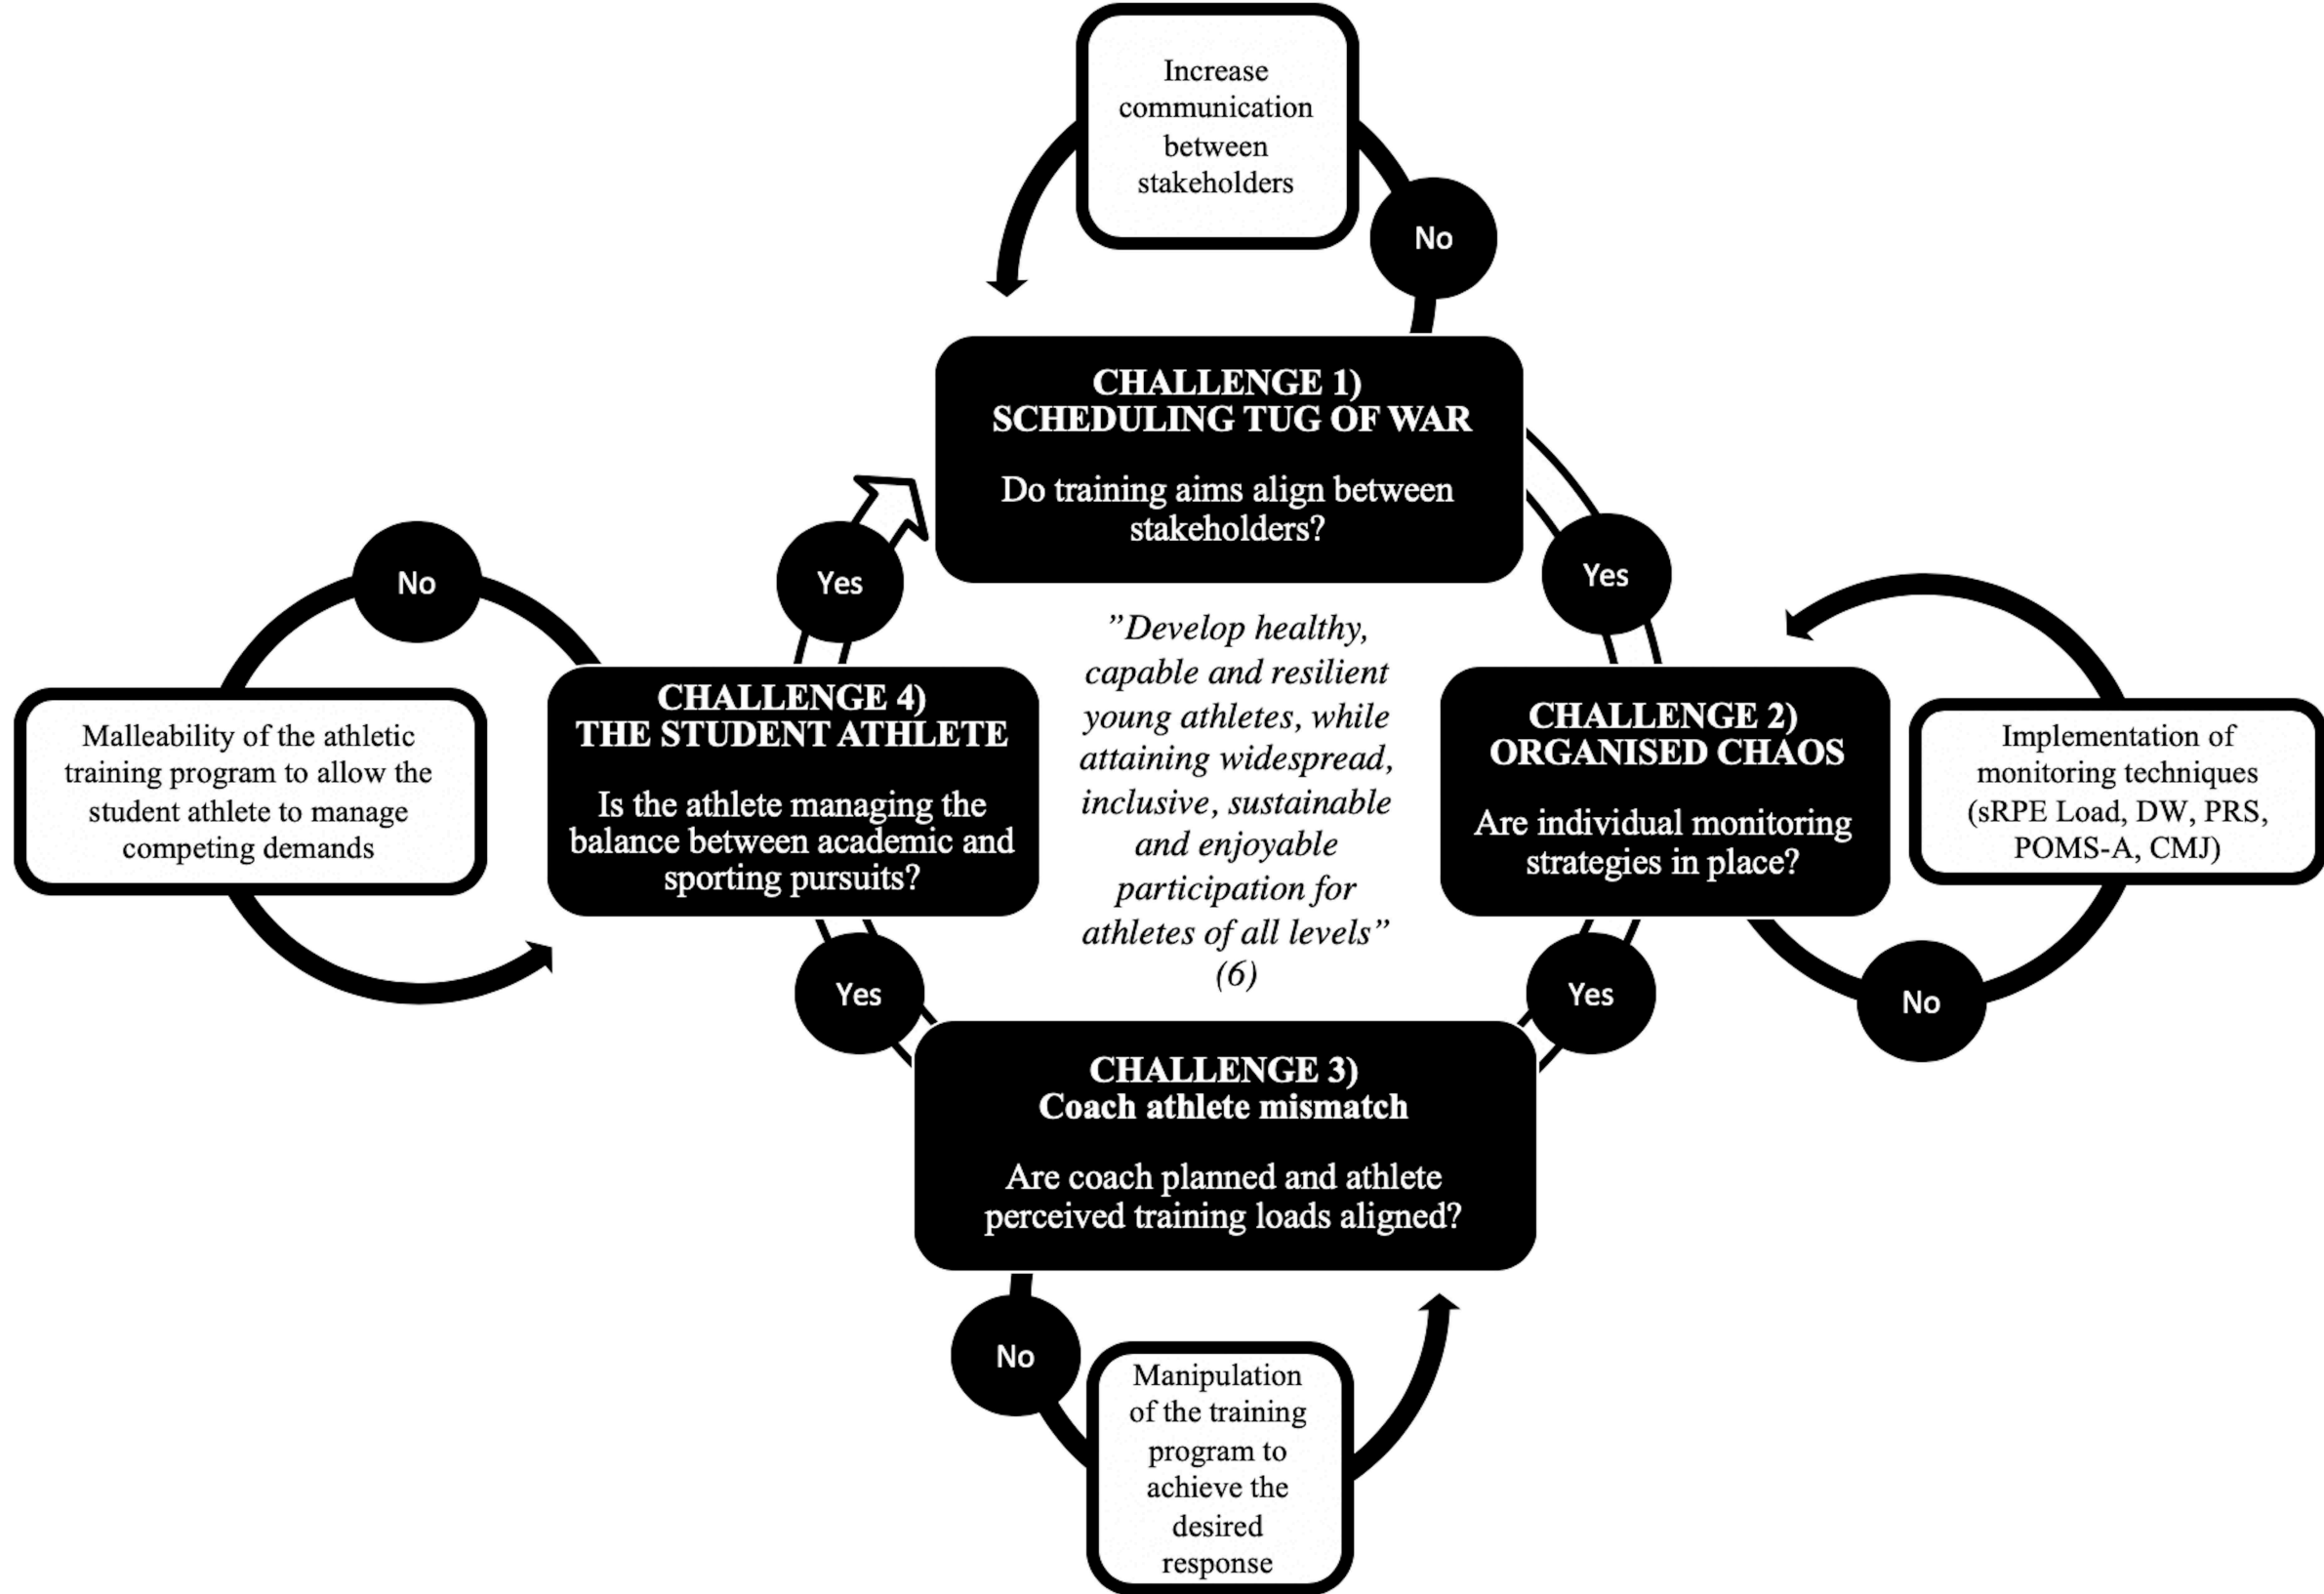 Increase
communication
between
stakeholders
No
CHALLENGE 1)
SCHEDULING TUG OF WAR
Do training aims align between
stakeholders?
Yes
CHALLENGE 2)
ORGANISED CHAOS
Are individual monitoring
strategies in place?
No
Implementation of
monitoring techniques
(sRPE Load, DW, PRS,
POMS-A, CMJ)
Yes
CHALLENGE 3)
Coach athlete mismatch
Are coach planned and athlete
perceived training loads aligned?
No
Manipulation
of the training
program to
achieve the
desired
response
Yes
CHALLENGE 4)
THE STUDENT ATHLETE
Is the athlete managing the
balance between academic and
sporting pursuits?
No
Malleability of the athletic
training program to allow the
student athlete to manage
competing demands
Yes
”Develop healthy,
capable and resilient
young athletes, while
attaining widespread,
inclusive, sustainable
and enjoyable
participation for
athletes of all levels”
(6)